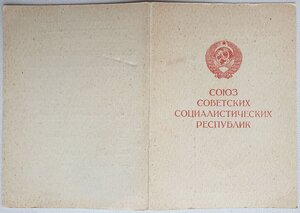 СОЮЗ
СОВЕТСКИХ
СОЦИАЛИСТИЧЕСКИХ
РЕСПУБЛИК